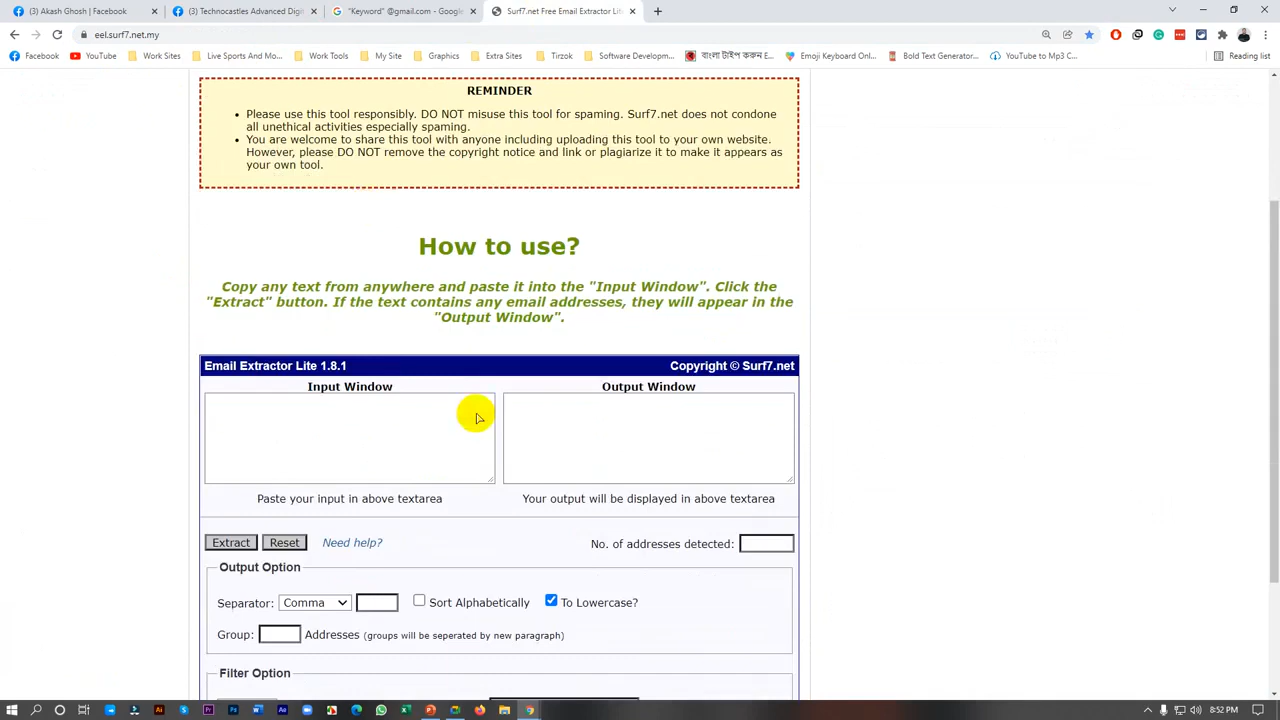 (3) Akash Ghosh | Facebook
(3) Technocastles Advanced Digi
"Keyword" @gmail.com - Google
Surf7.net Free Email Extractor Lite
eel.surf7.net.my
Facebook
YouTube
Work
Live Sports And Mo...
Work Tools
My Site
Graphics
Extra Sites
Tirzok
Software Developm...
বাংলা টাইপ করুন E...
Emoji Keyboard Onli...
Bold Text Generator...
YouTube to Mp3 C...
Reading list
REMINDER
Please use this tool responsibly. DO NOT misuse this tool for spaming. Surf7.net does not condone
all unethical activities especially spaming.
You are welcome to share this tool with anyone including uploading this tool to your own website.
However, please DO NOT remove the copyright notice and link or plagiarize it to make it appears as
your own tool.
How to use?
Copy any text from anywhere and paste it into the "Input Window". Click the
"Extract" button. If the text contains any email addresses, they will appear in the
"Output Window".
Email Extractor Lite 1.8.1
Copyright © Surf7.net
Input Window
Output Window
Paste your input in above textarea
Your output will be displayed in above textarea
Extract
Reset
Need help?
No. of addresses detected:
Output Option
Separator:
Comma
Sort Alphabetically
To Lowercase?
Group:
Addresses (groups will be seperated by new paragraph)
Filter Option
8:52 PM